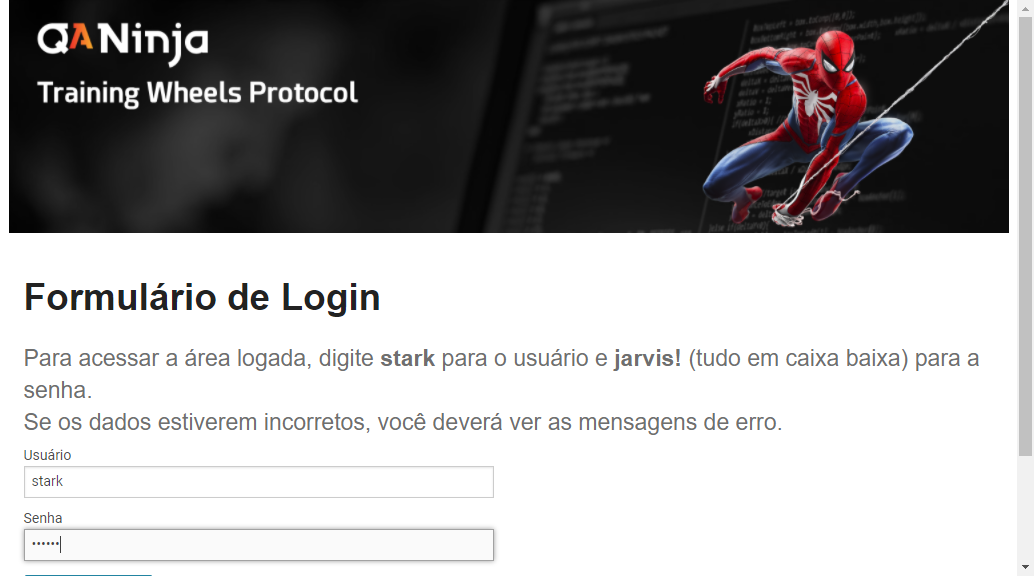 QANinja
Training Wheels Protocol
Formulário de Login
Para acessar a área logada, digite stark para o usuário e jarvis! (tudo em caixa baixa) para a
senha.
Se os dados estiverem incorretos, você deverá ver as mensagens de erro.
Usuário
stark
Senha
••••••